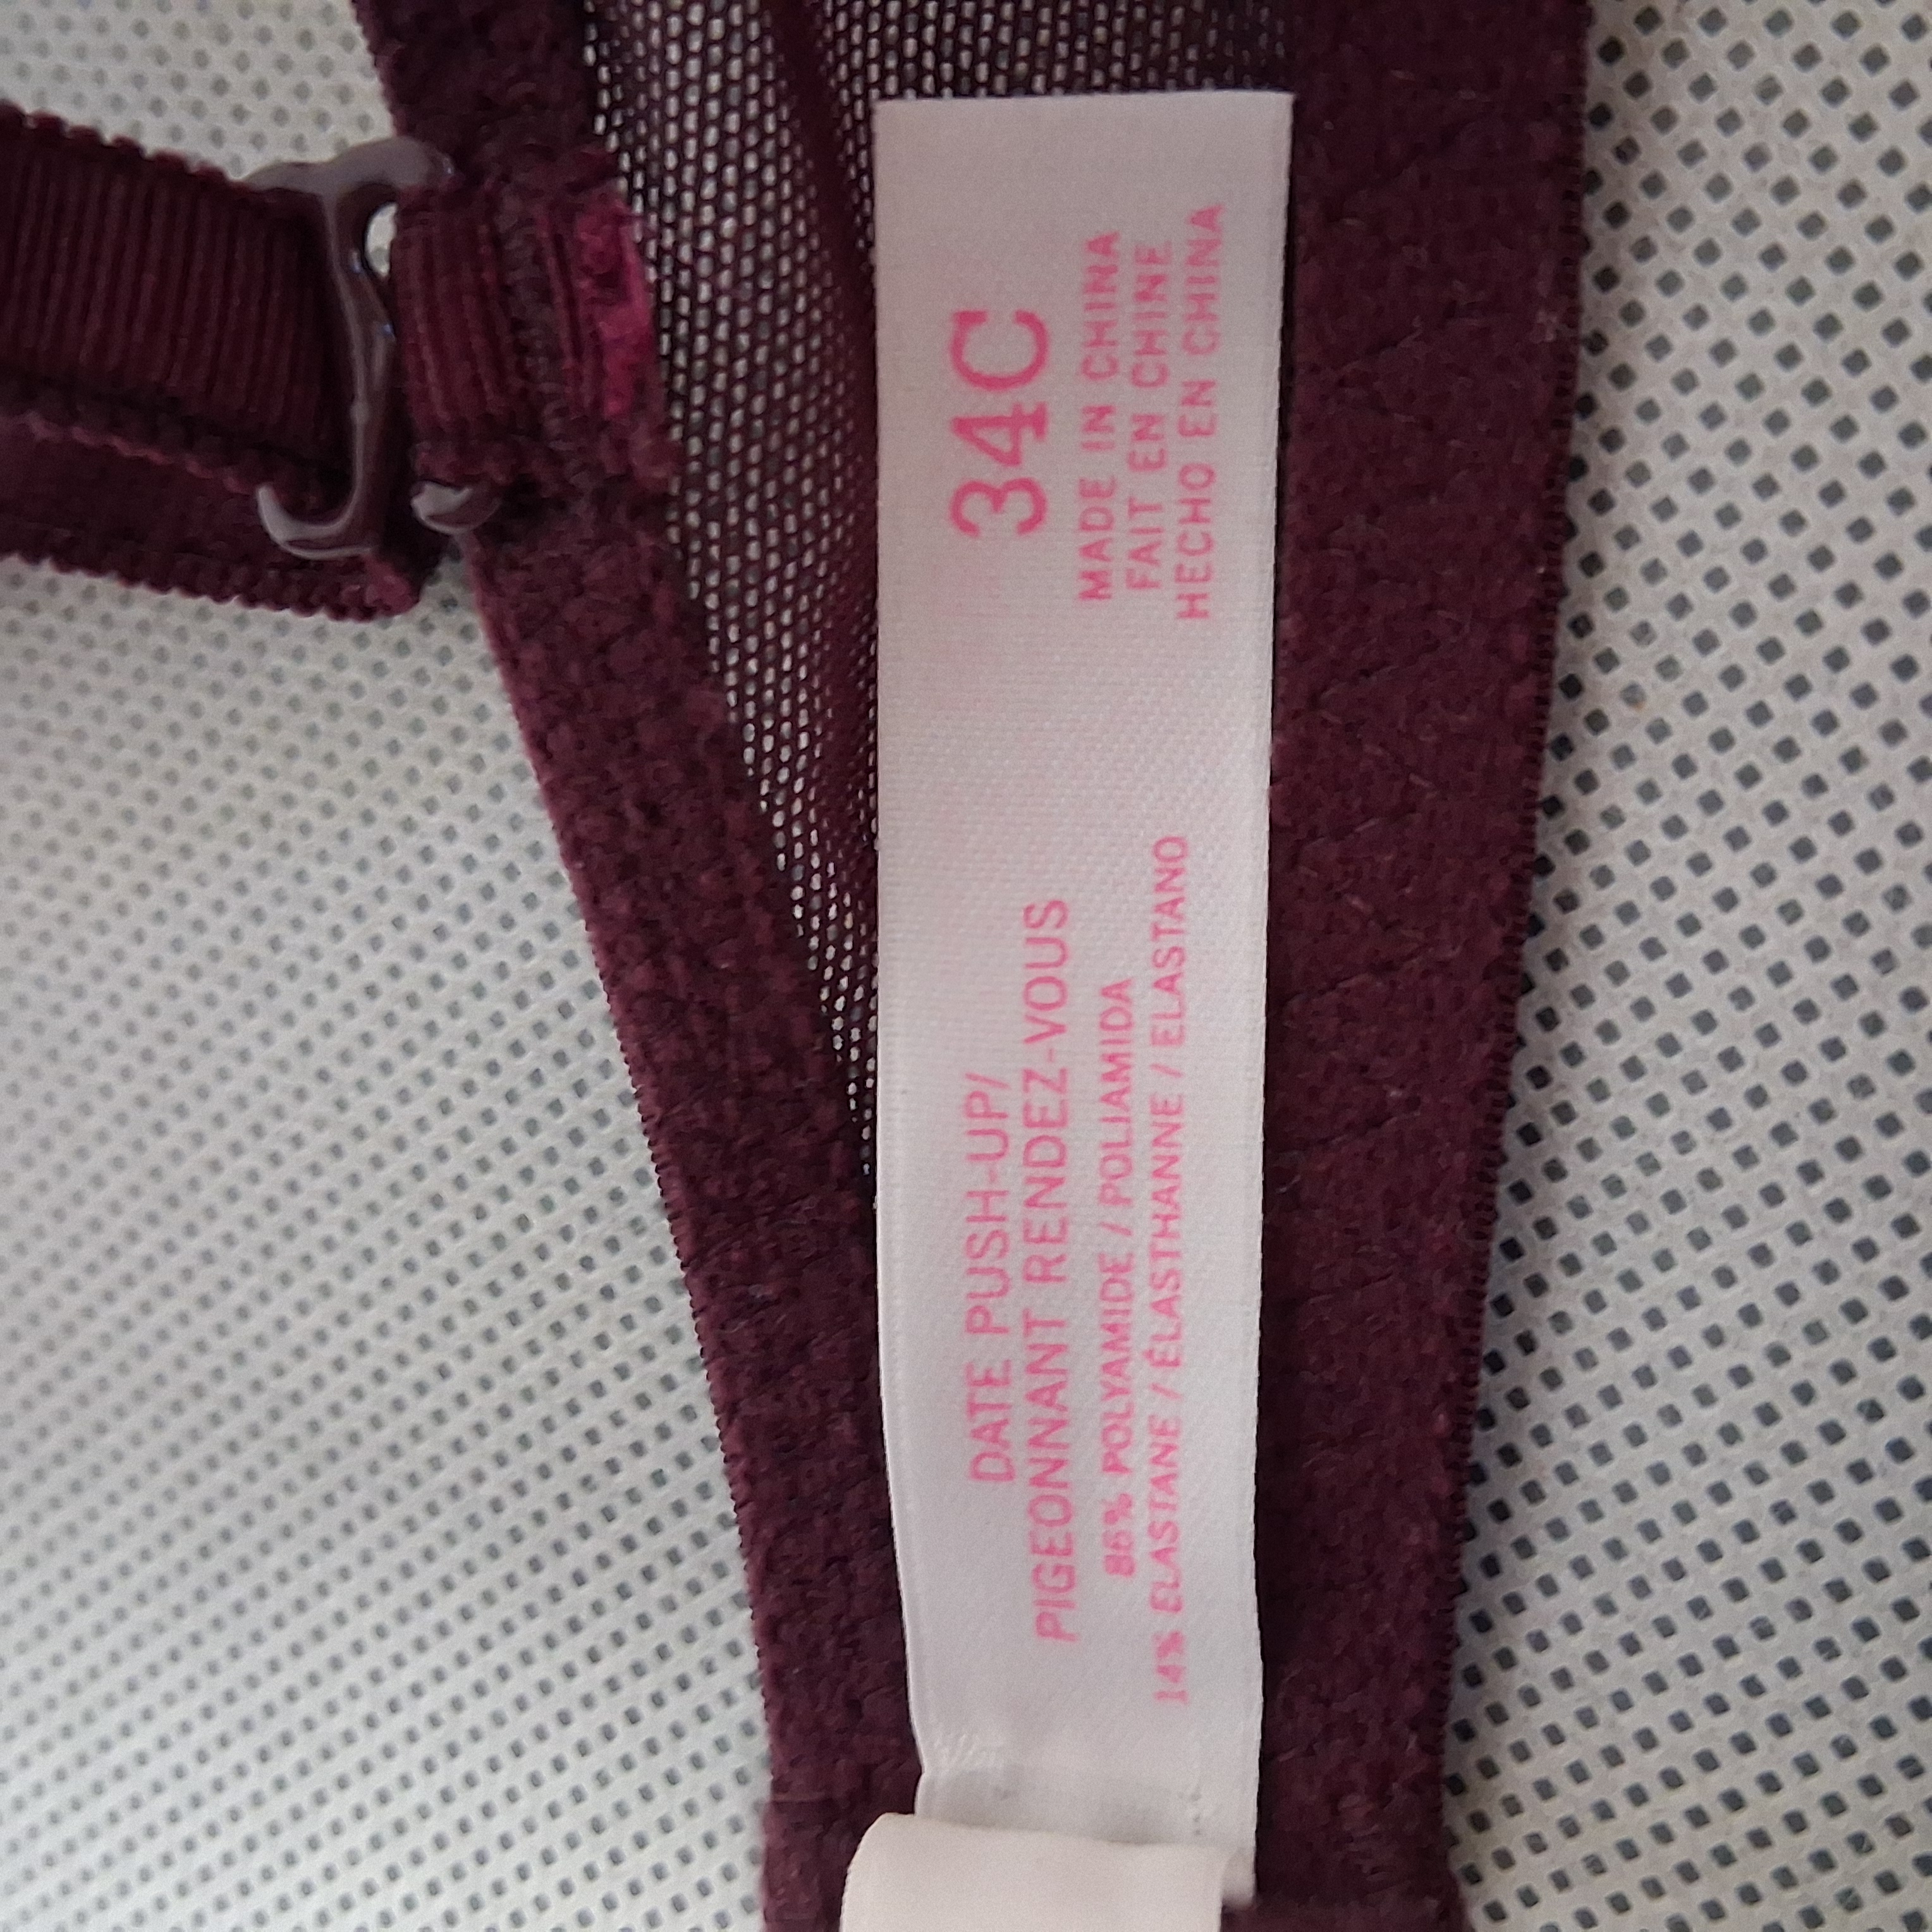 34C
MADE IN CHINA
FAIT EN CHINE
HECHO EN CHINA
DATE PUSH-UP/
PIGEONNANT RENDEZ-VOUS
86% POLYAMIDE / POLIAMIDA
14% ELASTANE / ÉLASTHANNE / ELASTANO